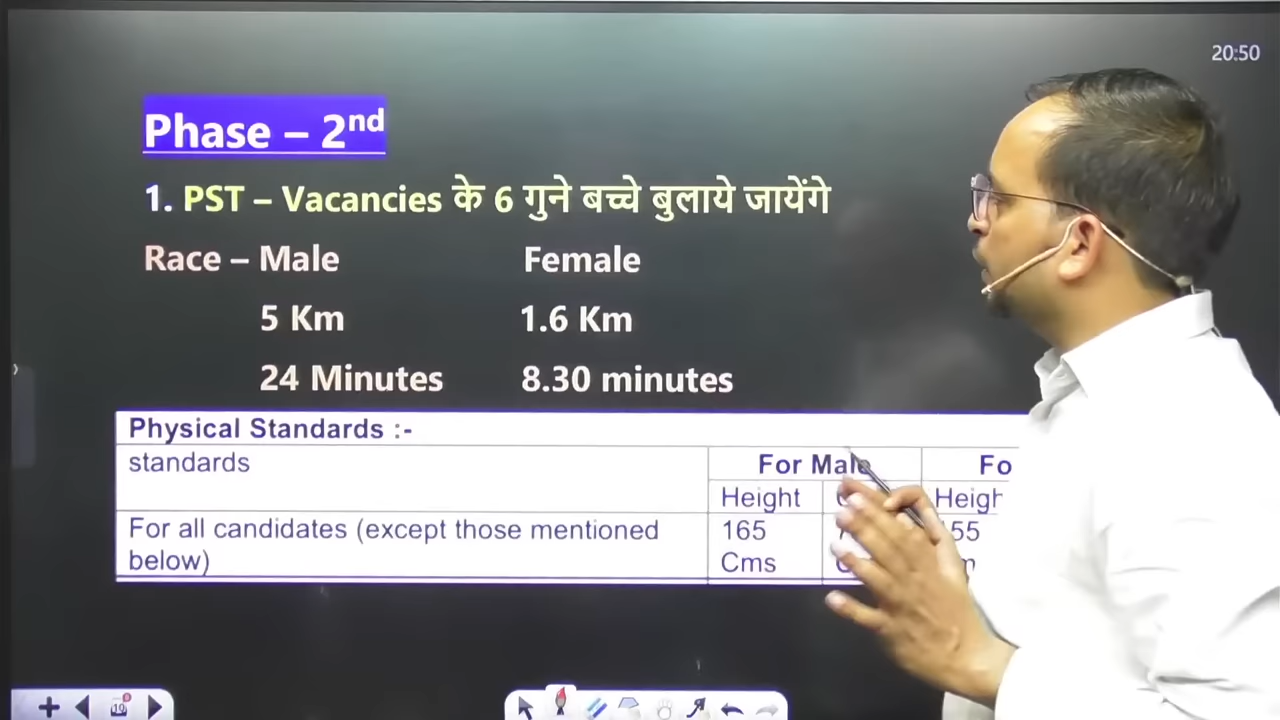 20:50
Phase – 2nd
1. PST – Vacancies के 6 गुने बच्चे बुलाये जायेंगे
Race – Male Female
5 Km 1.6 Km
24 Minutes 8.30 minutes
Physical Standards :-
standards For Male
Height
For all candidates (except those mentioned 165
below) Cms
19